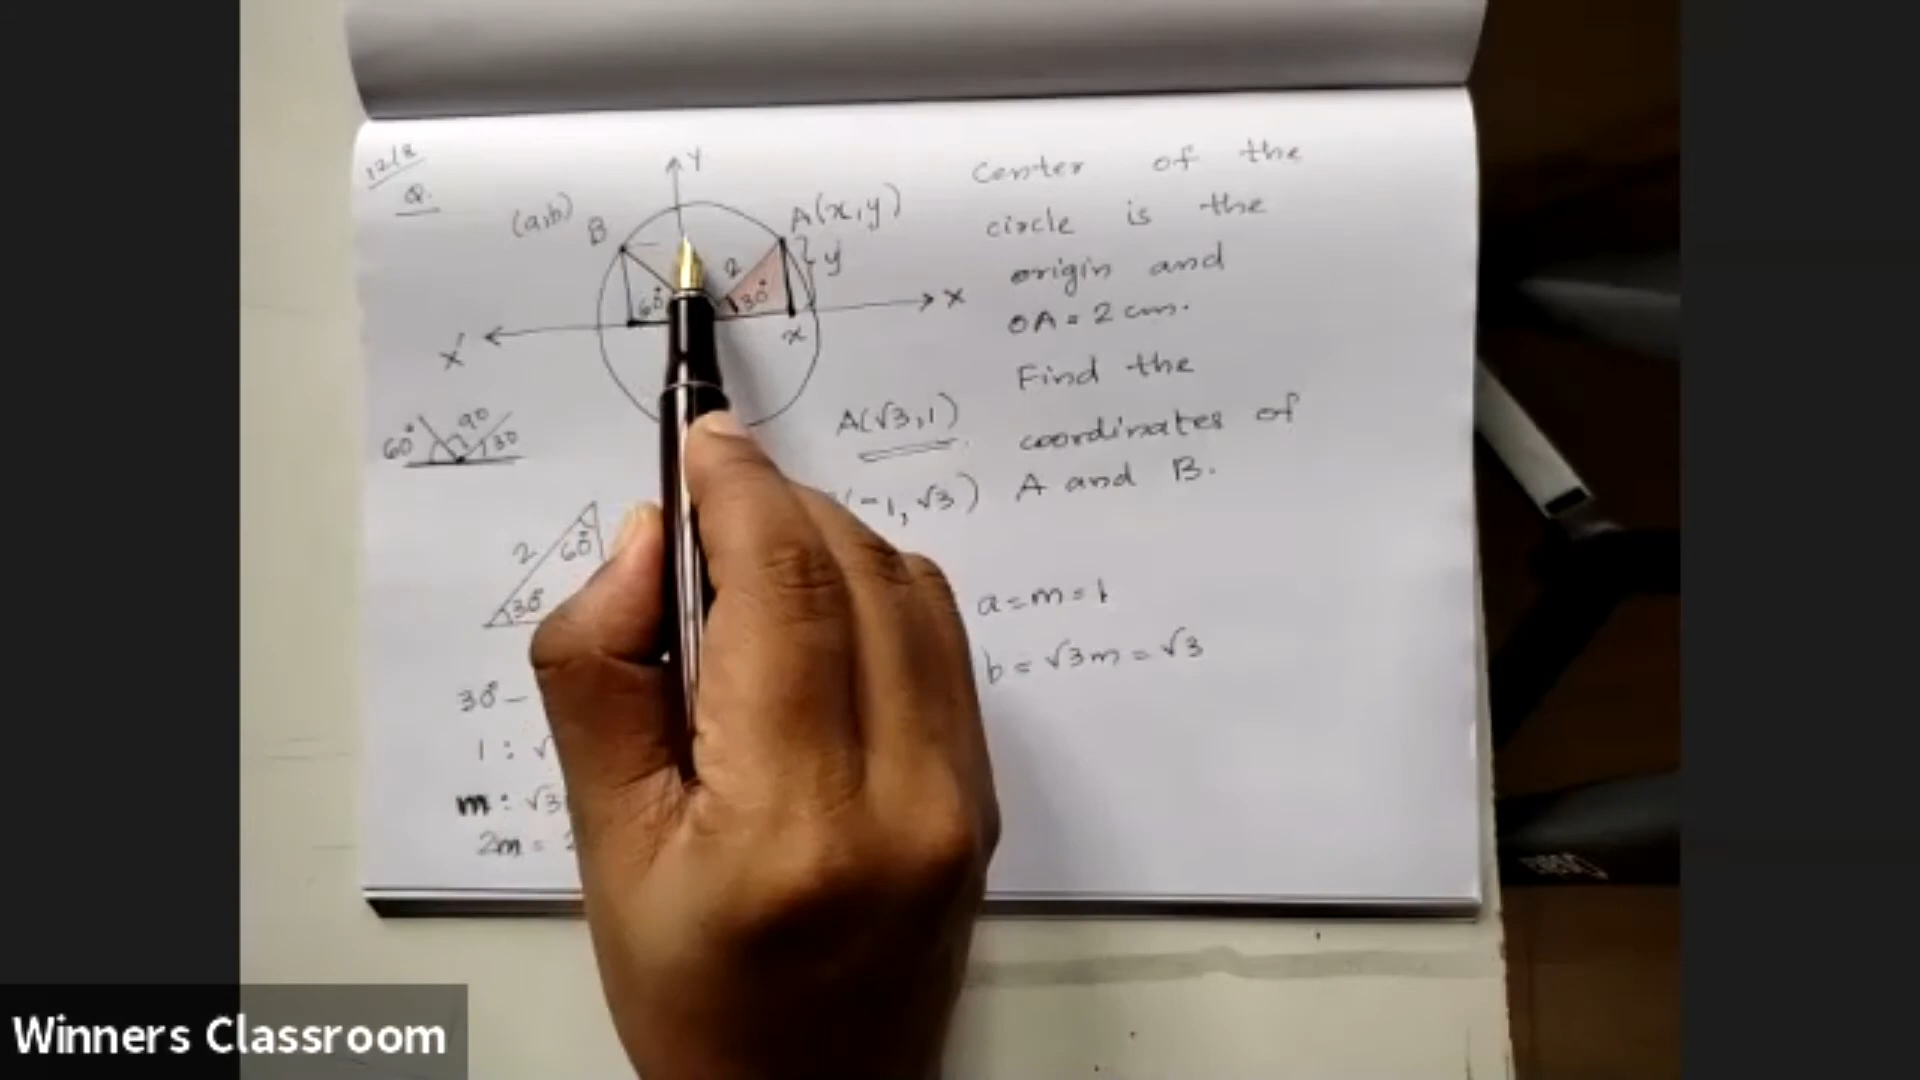 12/8
Q.
Y
(a,b)
B
A(x,y)
2
y
60°
30°
X
X'
x
Center of the
circle is the
origin and
OA = 2 cm.
Find the
coordinates of
A and B.
60° 90 30
A(√3,1)
(-1, √3)
2
60°
30°
30° –
1 : √
m : √3
2m =
a = m = 1
b = √3m = √3
Winners Classroom